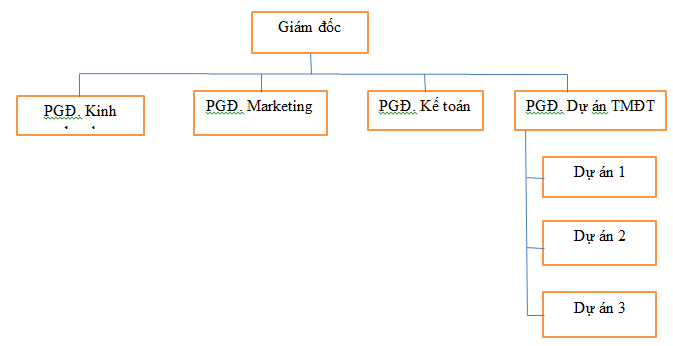 Giám đốc
PGĐ. Kinh
PGĐ. Marketing
PGĐ. Kế toán
PGĐ. Dự án TMĐT
Dự án 1
Dự án 2
Dự án 3